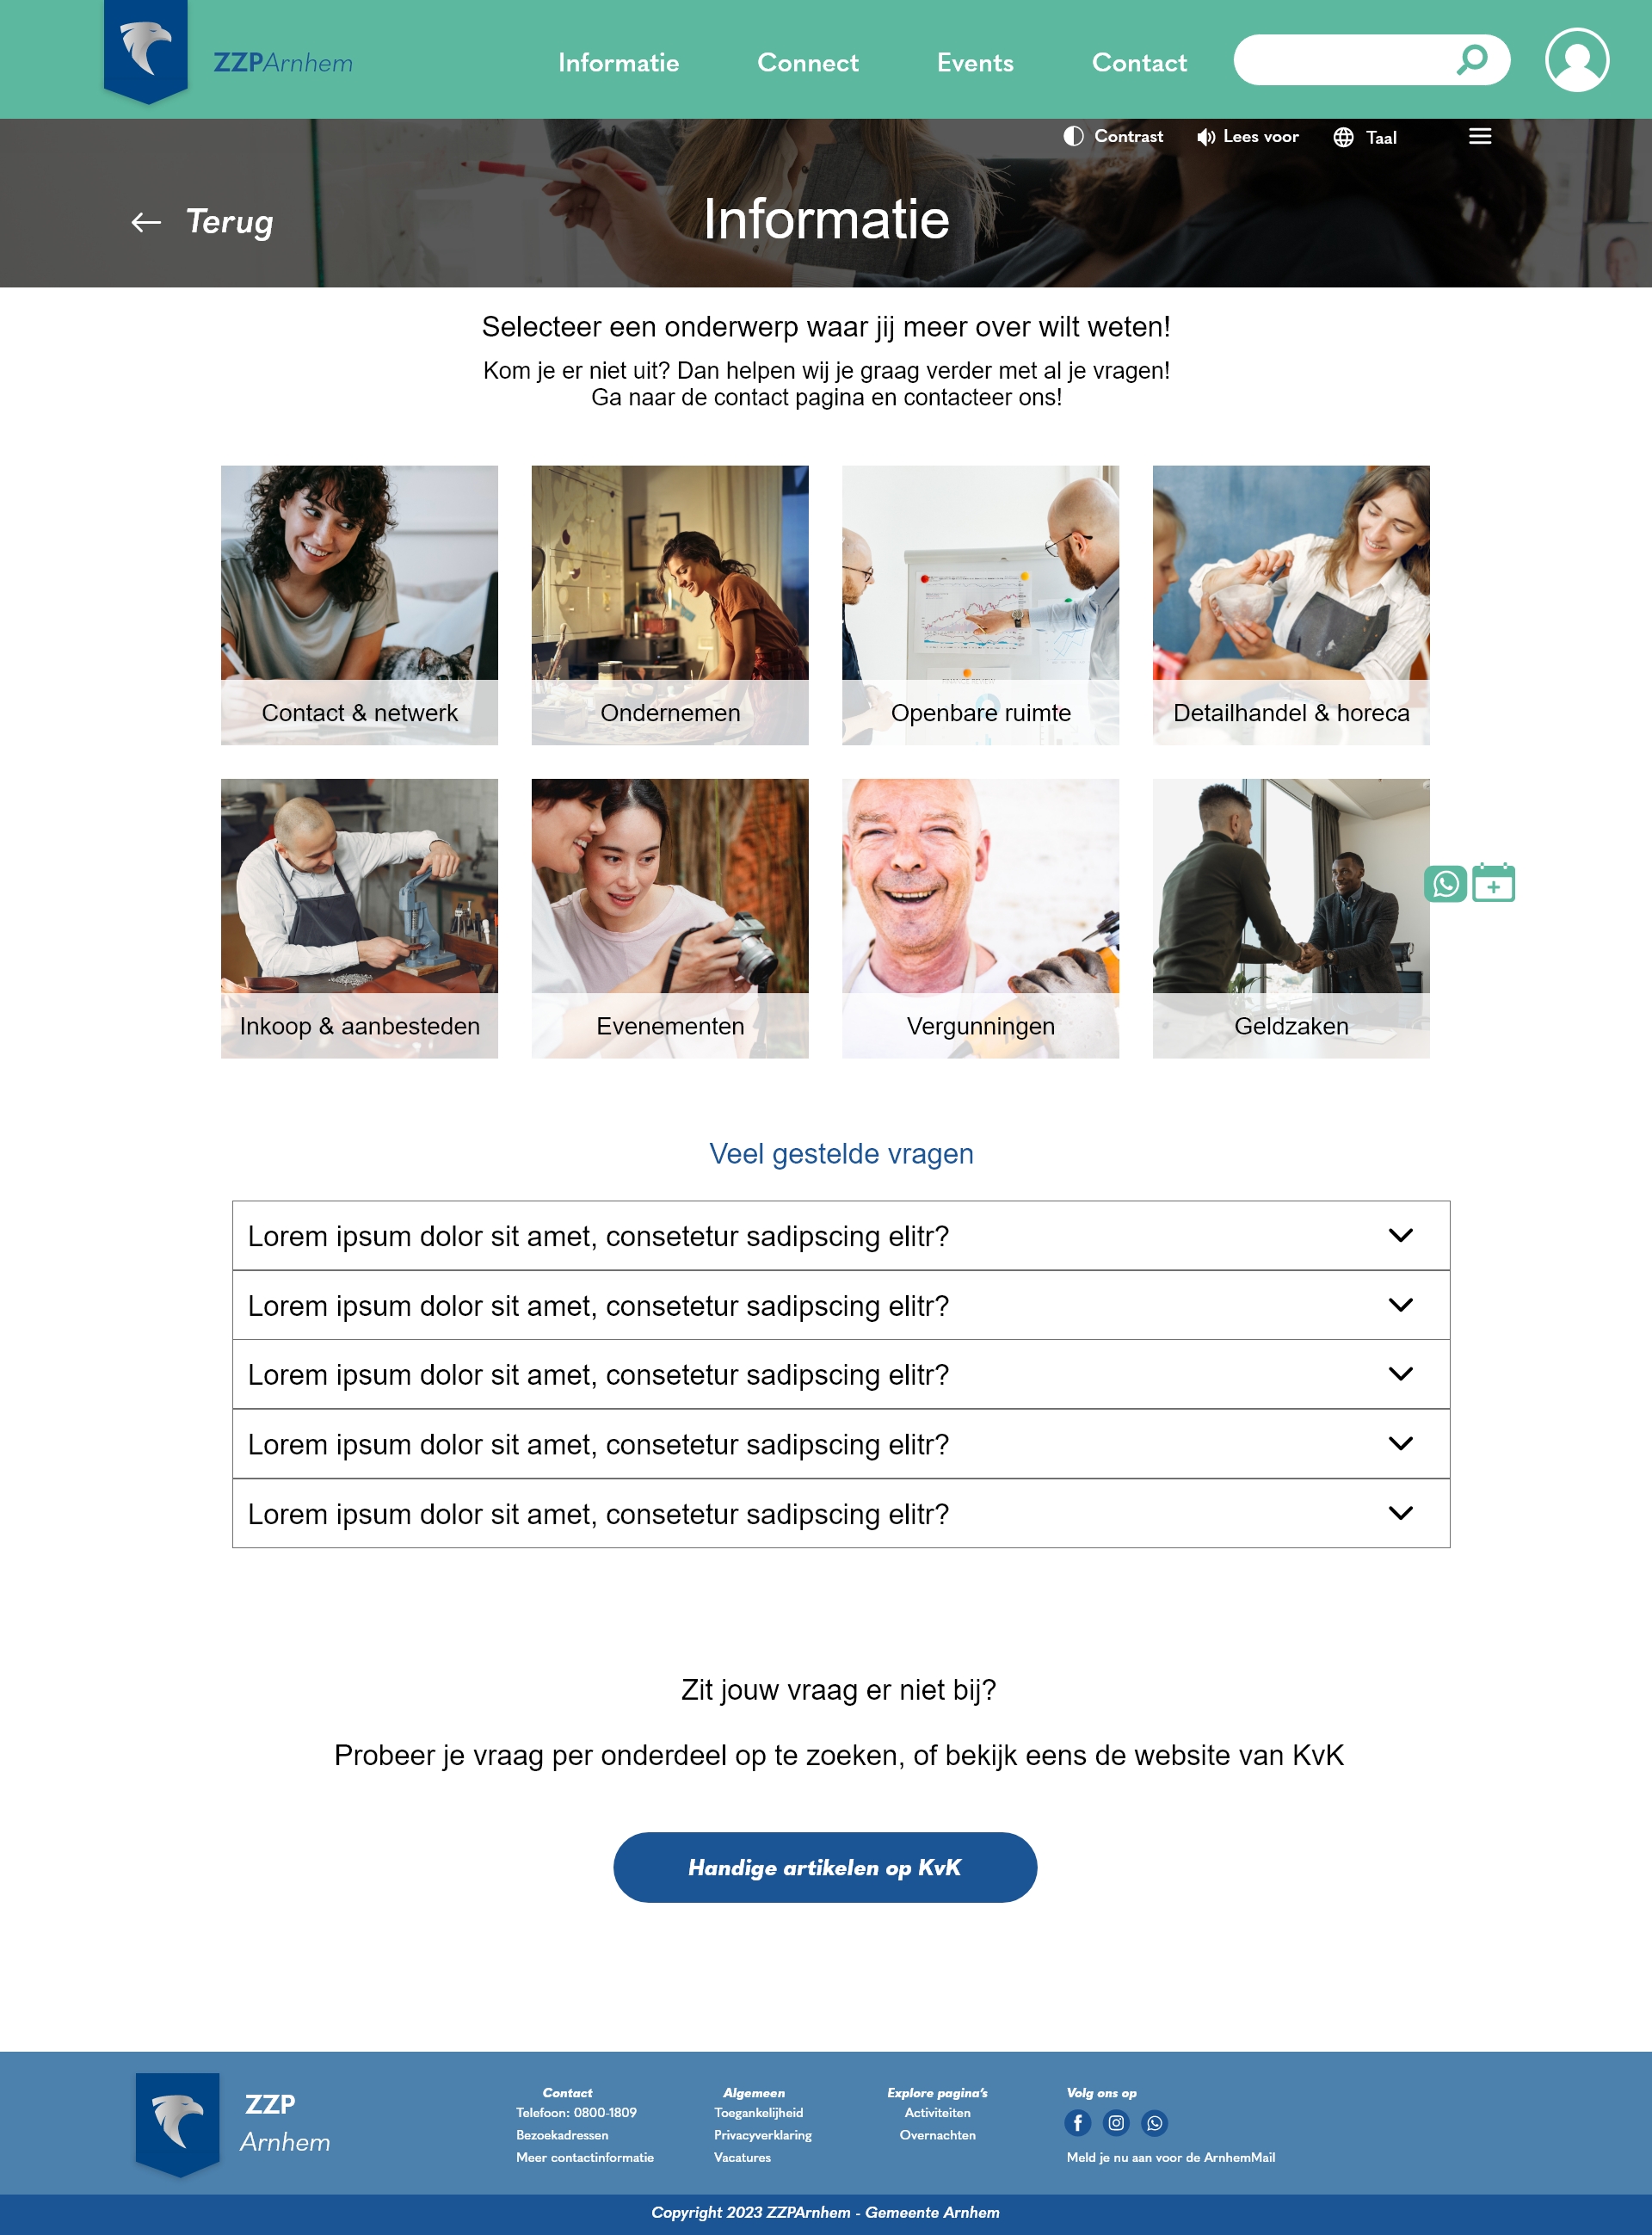 ZZPArnhem
Informatie
Connect
Events
Contact
Contrast
Lees voor
Taal
Terug
Informatie
Selecteer een onderwerp waar jij meer over wilt weten!
Kom je er niet uit? Dan helpen wij je graag verder met al je vragen!
Ga naar de contact pagina en contacteer ons!
Contact & netwerk
Ondernemen
Openbare ruimte
Detailhandel & horeca
Inkoop & aanbesteden
Evenementen
Vergunningen
Geldzaken
Veel gestelde vragen
Lorem ipsum dolor sit amet, consetetur sadipscing elitr?
Lorem ipsum dolor sit amet, consetetur sadipscing elitr?
Lorem ipsum dolor sit amet, consetetur sadipscing elitr?
Lorem ipsum dolor sit amet, consetetur sadipscing elitr?
Lorem ipsum dolor sit amet, consetetur sadipscing elitr?
Zit jouw vraag er niet bij?
Probeer je vraag per onderdeel op te zoeken, of bekijk eens de website van KvK
Handige artikelen op KvK
ZZP
Arnhem
Contact
Telefoon: 0800-1809
Bezoekadressen
Meer contactinformatie
Algemeen
Toegankelijheid
Privacyverklaring
Vacatures
Explore pagina's
Activiteiten
Overnachten
Volg ons op
Meld je nu aan voor de ArnhemMail
Copyright 2023 ZZPArnhem - Gemeente Arnhem